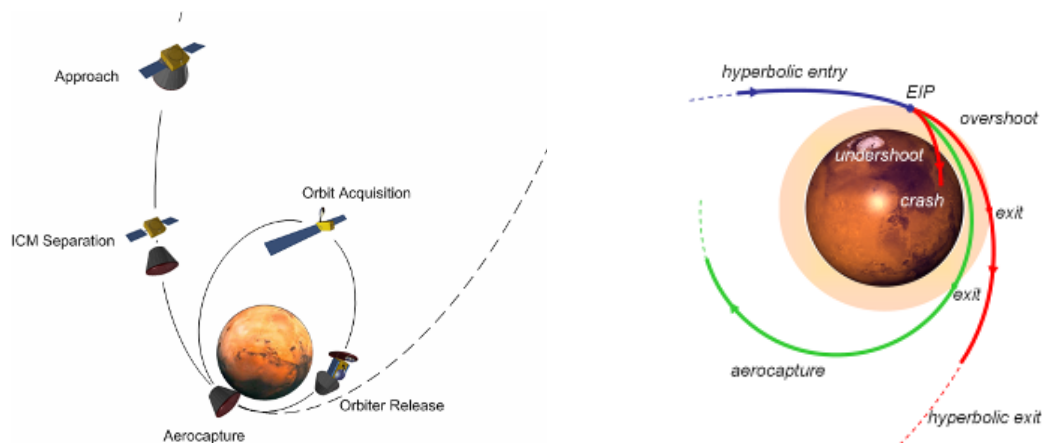 Approach
Orbit Acquisition
ICM Separation
Orbiter Release
Aerocapture
hyperbolic entry
EIP
overshoot
undershoot
crash
exit
exit
aerocapture
hyperbolic exit